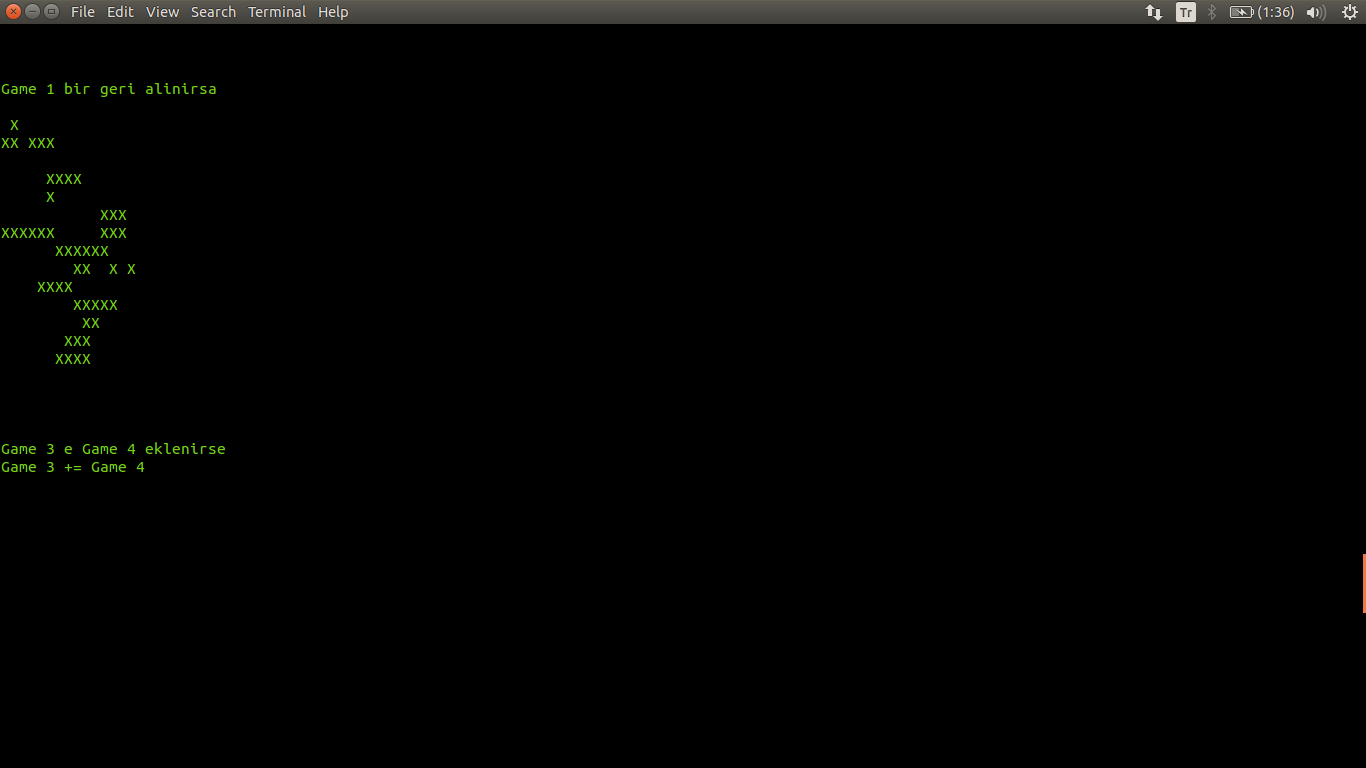 File Edit View Search Terminal Help Tr (1:36)
Game 1 bir geri alinirsa
 X
XX XXX
     XXXX
     X
           XXX
XXXXXX     XXX
      XXXXXX
        XX  X X
    XXXX
        XXXXX
         XX
       XXX
      XXXX
Game 3 e Game 4 eklenirse
Game 3 += Game 4